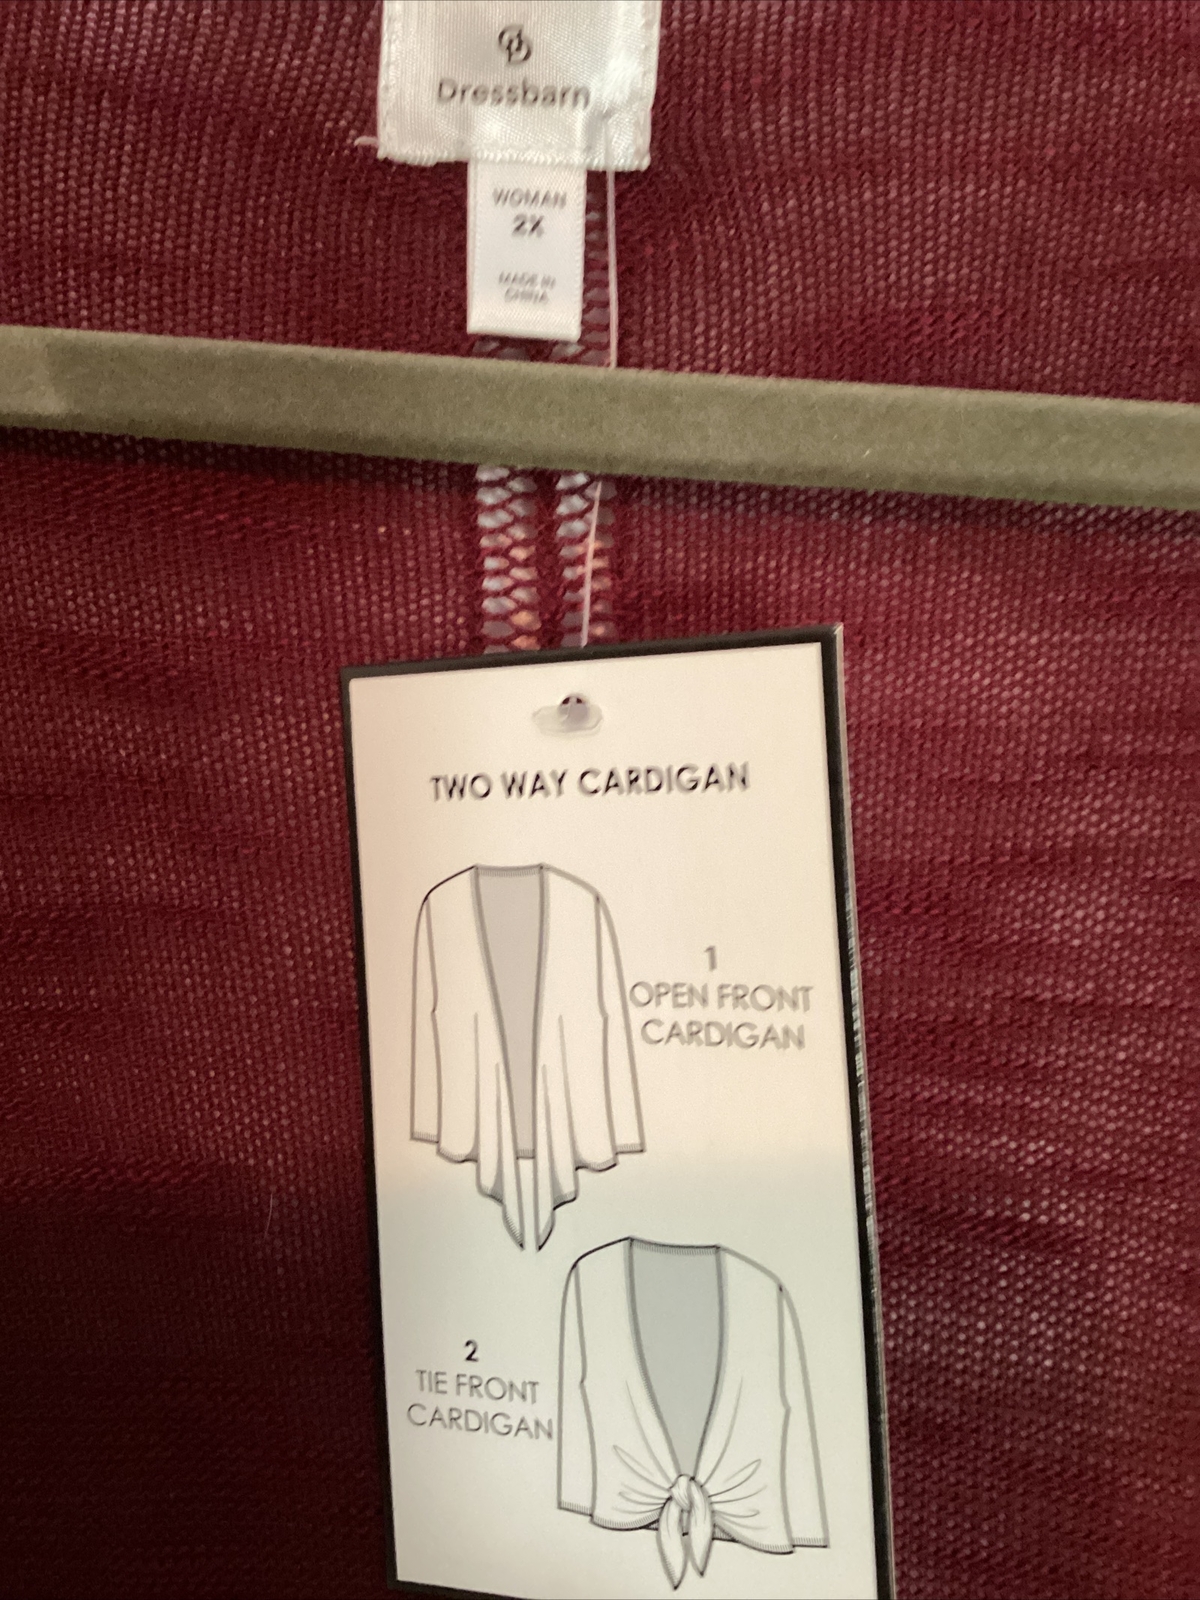 Dressbarn
WOMAN
2X
MADE IN
CHINA
TWO WAY CARDIGAN
1
OPEN FRONT
CARDIGAN
2
TIE FRONT
CARDIGAN